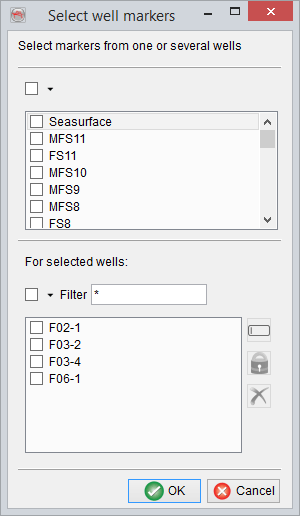 Select well markers
Select markers from one or several wells
Seasurface
MFS11
FS11
MFS10
MFS9
MFS8
FS8
For selected wells:
Filter *
F02-1
F03-2
F03-4
F06-1
OK Cancel